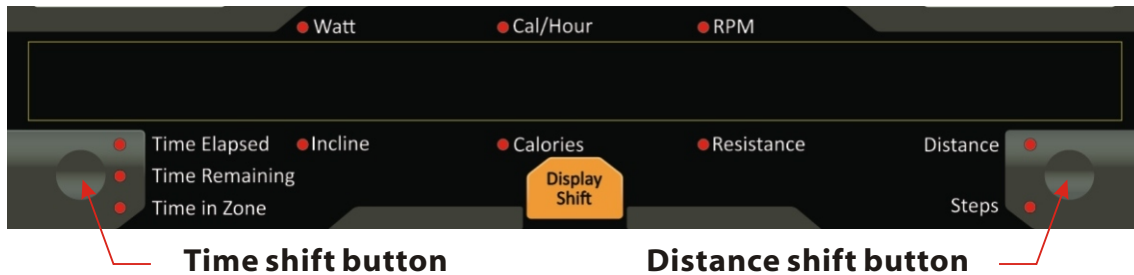 Watt Cal/Hour RPM
Time Elapsed Incline Calories Resistance Distance
Time Remaining
Display
Shift
Time in Zone Steps
Time shift button Distance shift button